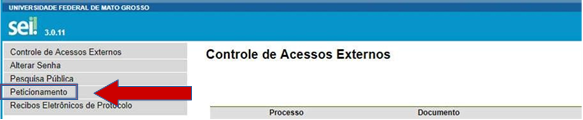 UNIVERSIDADE FEDERAL DE MATO GROSSO
sei! 3.0.11
Controle de Acessos Externos
Alterar Senha
Pesquisa Pública
Peticionamento
Recibos Eletrônicos de Protocolo
Controle de Acessos Externos
Processo Documento